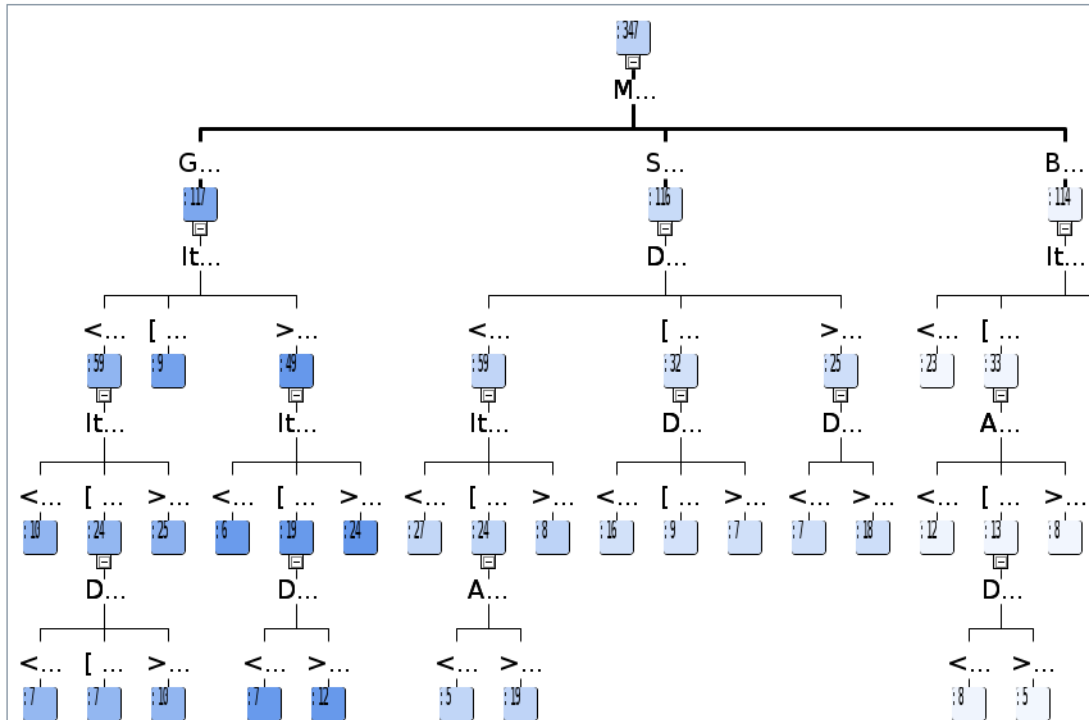 : 347
M...
G... S... B...
: 117 : 116 : 114
It... D... It...
<... [ ... >... <... [ ... >... <... [ ...
: 59 : 9 : 49 : 59 : 32 : 25 : 23 : 33
It... It... It... D... D... A...
<... [ ... >... <... [ ... >... <... [ ... >... <... [ ... >... <... >... <... [ ... >...
: 10 : 24 : 25 : 6 : 19 : 24 : 27 : 24 : 8 : 16 : 9 : 7 : 7 : 18 : 12 : 13 : 8
D... D... A... D...
<... [ ... >... <... >... <... >... <... >...
: 7 : 7 : 10 : 7 : 12 : 5 : 19 : 8 : 5